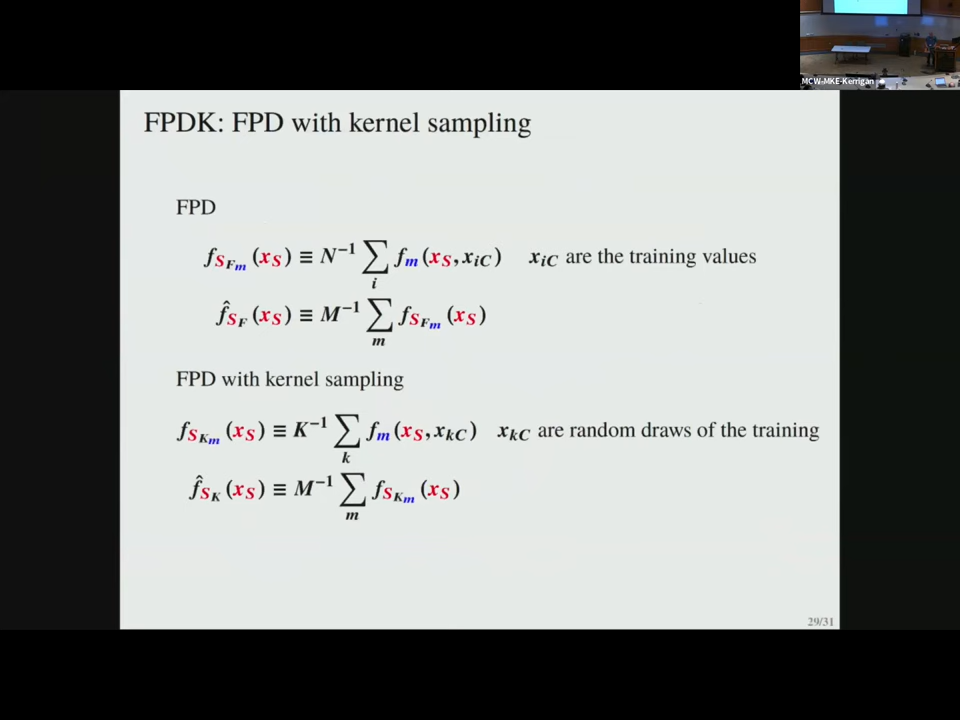 MCW-MKE-Kerrigan
FPDK: FPD with kernel sampling
FPD
f_{S_{F_m}}(x_S) ≡ N^{-1} ∑_i f_m(x_S, x_{iC}) x_{iC} are the training values
\hat{f}_{S_F}(x_S) ≡ M^{-1} ∑_m f_{S_{F_m}}(x_S)
FPD with kernel sampling
f_{S_{K_m}}(x_S) ≡ K^{-1} ∑_k f_m(x_S, x_{kC}) x_{kC} are random draws of the training
\hat{f}_{S_K}(x_S) ≡ M^{-1} ∑_m f_{S_{K_m}}(x_S)
29/31